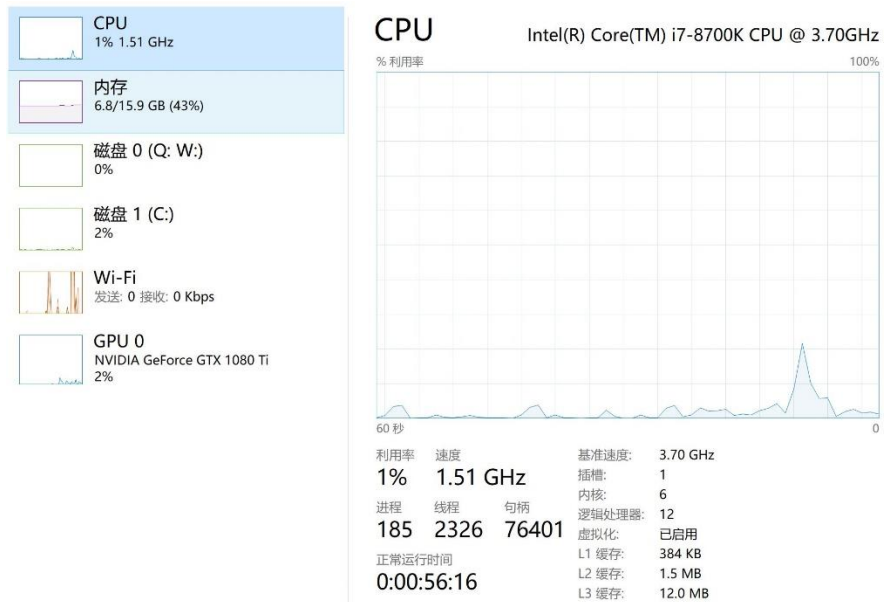 CPU
1% 1.51 GHz
内存
6.8/15.9 GB (43%)
磁盘 0 (Q: W:)
0%
磁盘 1 (C:)
2%
Wi-Fi
发送: 0 接收: 0 Kbps
GPU 0
NVIDIA GeForce GTX 1080 Ti
2%
CPU Intel(R) Core(TM) i7-8700K CPU @ 3.70GHz
% 利用率 100%
60 秒 0
利用率 速度
1% 1.51 GHz
进程 线程 句柄
185 2326 76401
正常运行时间
0:00:56:16
基准速度: 3.70 GHz
插槽: 1
内核: 6
逻辑处理器: 12
虚拟化: 已启用
L1 缓存: 384 KB
L2 缓存: 1.5 MB
L3 缓存: 12.0 MB